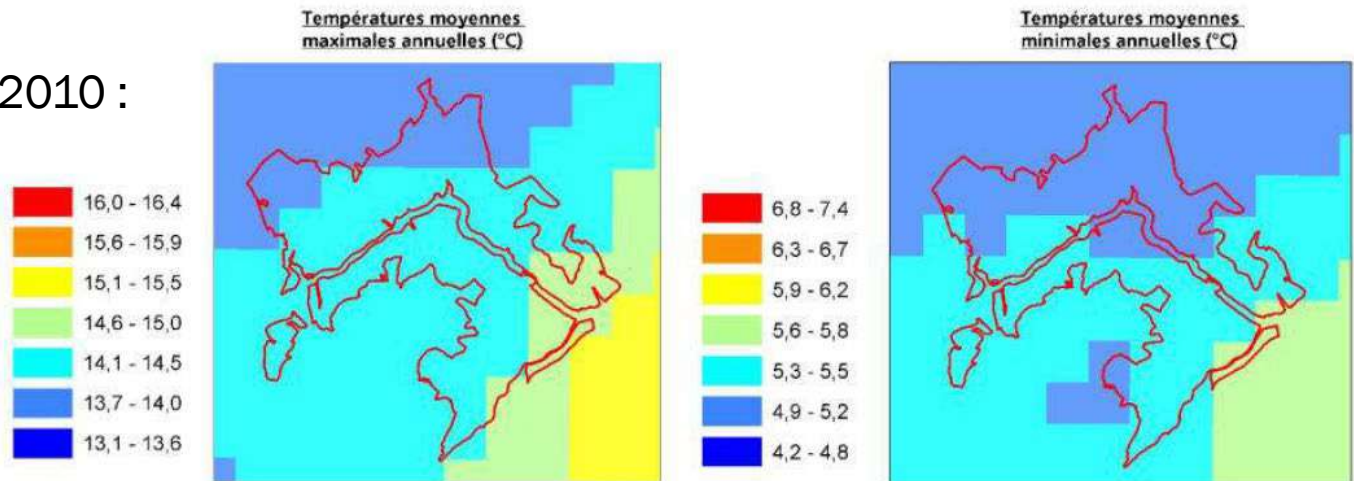 Températures moyennes
maximales annuelles (°C)
Températures moyennes
minimales annuelles (°C)
2010 :
16,0 - 16,4
15,6 - 15,9
15,1 - 15,5
14,6 - 15,0
14,1 - 14,5
13,7 - 14,0
13,1 - 13,6
6,8 - 7,4
6,3 - 6,7
5,9 - 6,2
5,6 - 5,8
5,3 - 5,5
4,9 - 5,2
4,2 - 4,8